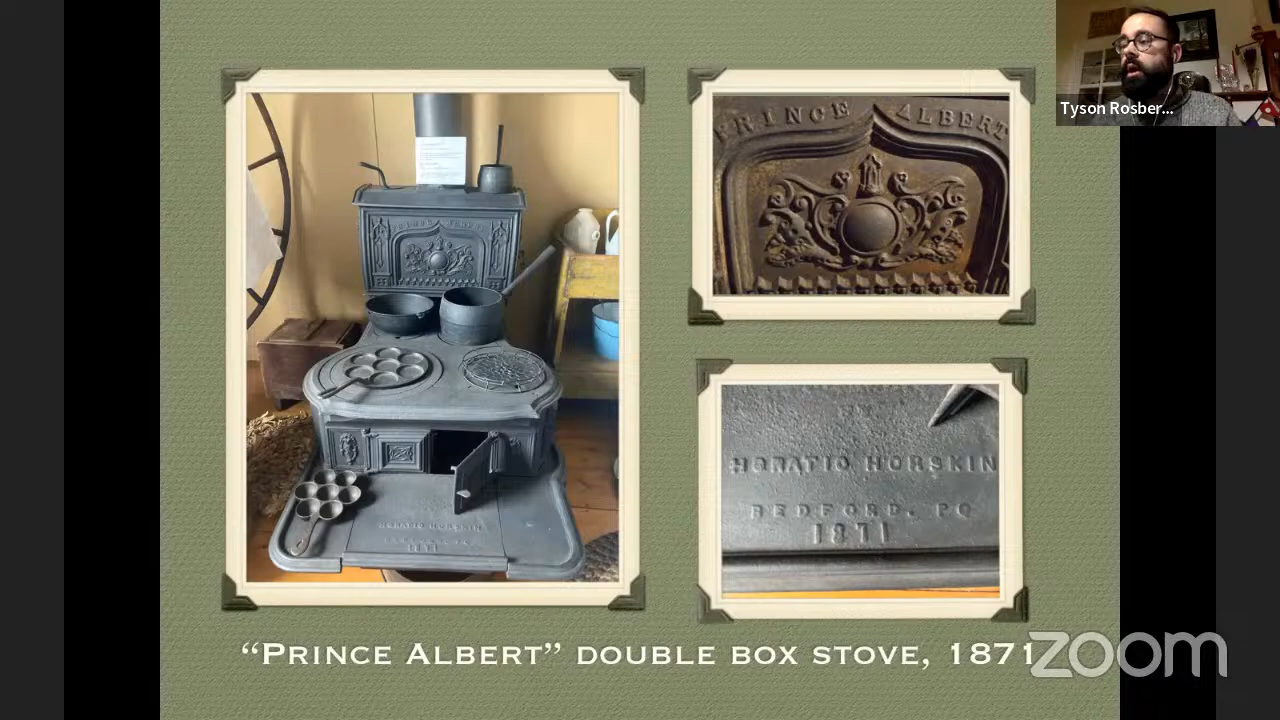 Tyson Rosber...
PRINCE ALBERT
BY
HORATIO HORSKIN
BEDFORD, PQ
1871
“PRINCE ALBERT” DOUBLE BOX STOVE, 1871
zoom